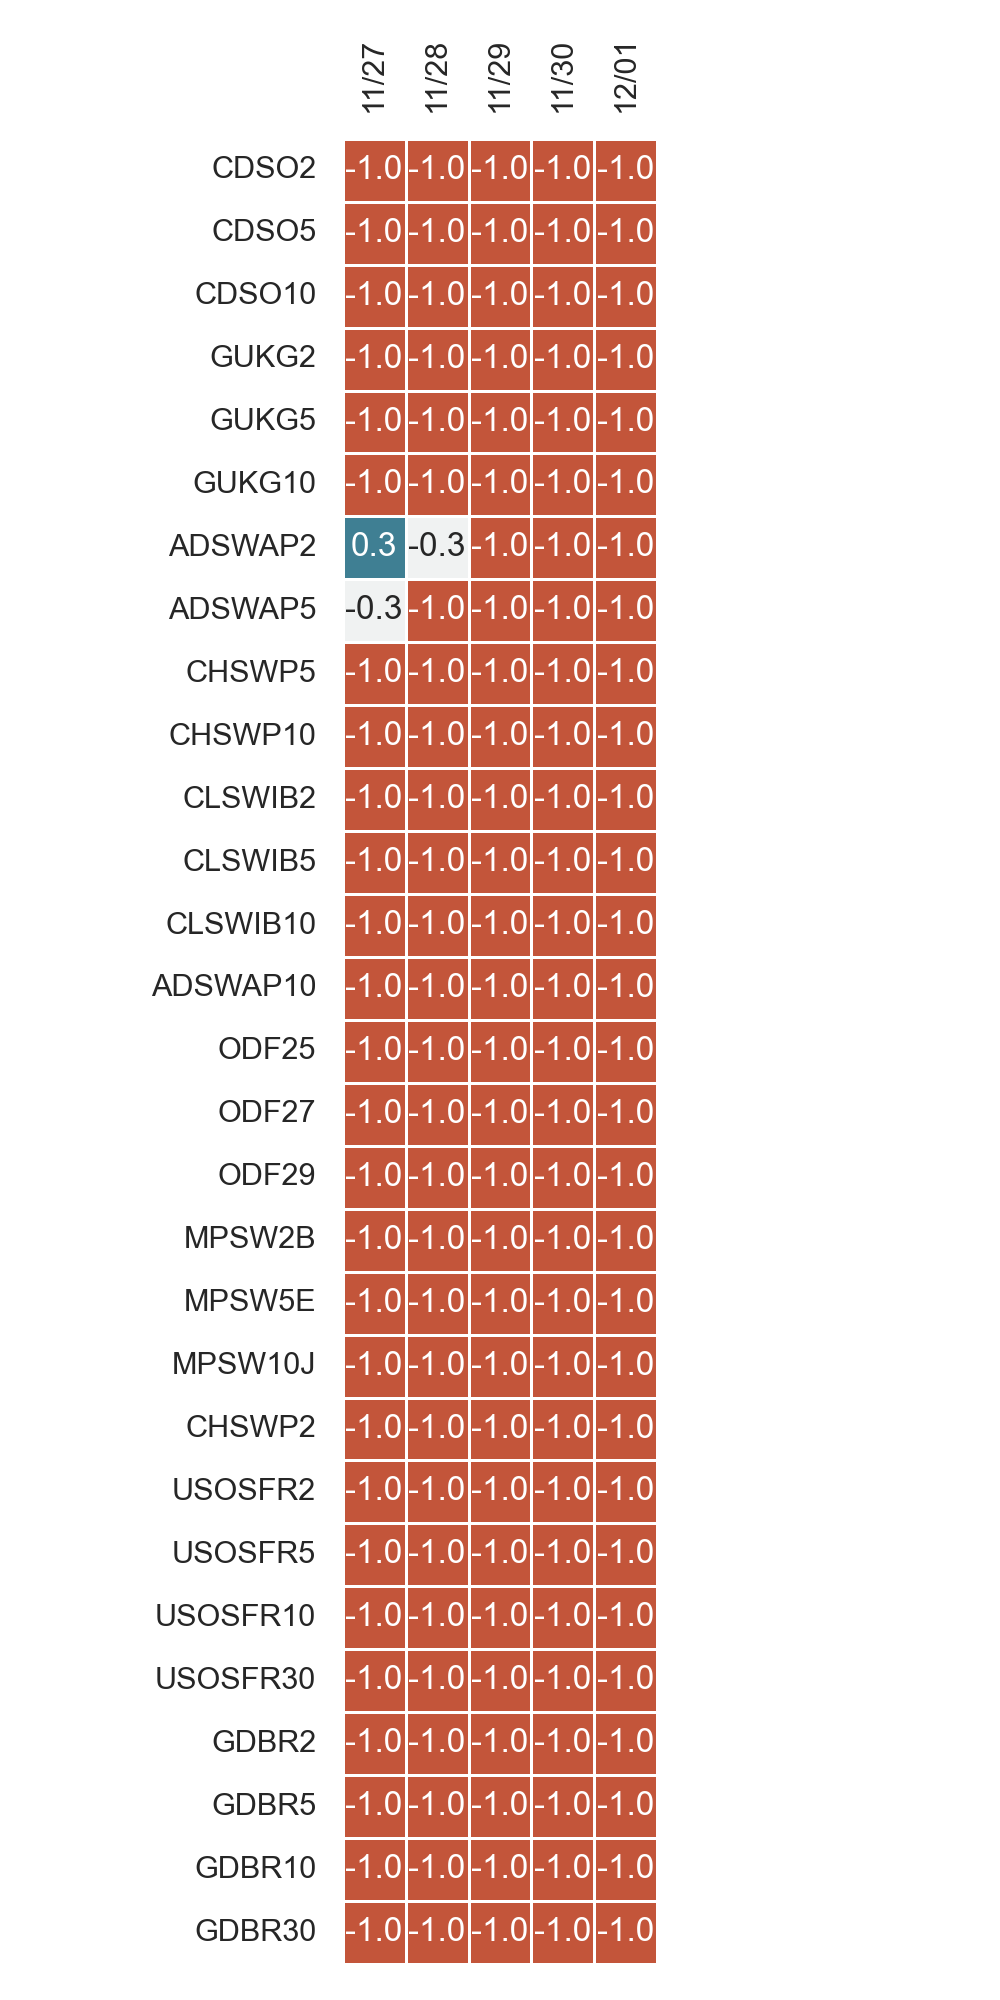 11/27 11/28 11/29 11/30 12/01
CDSO2 -1.0 -1.0 -1.0 -1.0 -1.0
CDSO5 -1.0 -1.0 -1.0 -1.0 -1.0
CDSO10 -1.0 -1.0 -1.0 -1.0 -1.0
GUKG2 -1.0 -1.0 -1.0 -1.0 -1.0
GUKG5 -1.0 -1.0 -1.0 -1.0 -1.0
GUKG10 -1.0 -1.0 -1.0 -1.0 -1.0
ADSWAP2 0.3 -0.3 -1.0 -1.0 -1.0
ADSWAP5 -0.3 -1.0 -1.0 -1.0 -1.0
CHSWP5 -1.0 -1.0 -1.0 -1.0 -1.0
CHSWP10 -1.0 -1.0 -1.0 -1.0 -1.0
CLSWIB2 -1.0 -1.0 -1.0 -1.0 -1.0
CLSWIB5 -1.0 -1.0 -1.0 -1.0 -1.0
CLSWIB10 -1.0 -1.0 -1.0 -1.0 -1.0
ADSWAP10 -1.0 -1.0 -1.0 -1.0 -1.0
ODF25 -1.0 -1.0 -1.0 -1.0 -1.0
ODF27 -1.0 -1.0 -1.0 -1.0 -1.0
ODF29 -1.0 -1.0 -1.0 -1.0 -1.0
MPSW2B -1.0 -1.0 -1.0 -1.0 -1.0
MPSW5E -1.0 -1.0 -1.0 -1.0 -1.0
MPSW10J -1.0 -1.0 -1.0 -1.0 -1.0
CHSWP2 -1.0 -1.0 -1.0 -1.0 -1.0
USOSFR2 -1.0 -1.0 -1.0 -1.0 -1.0
USOSFR5 -1.0 -1.0 -1.0 -1.0 -1.0
USOSFR10 -1.0 -1.0 -1.0 -1.0 -1.0
USOSFR30 -1.0 -1.0 -1.0 -1.0 -1.0
GDBR2 -1.0 -1.0 -1.0 -1.0 -1.0
GDBR5 -1.0 -1.0 -1.0 -1.0 -1.0
GDBR10 -1.0 -1.0 -1.0 -1.0 -1.0
GDBR30 -1.0 -1.0 -1.0 -1.0 -1.0